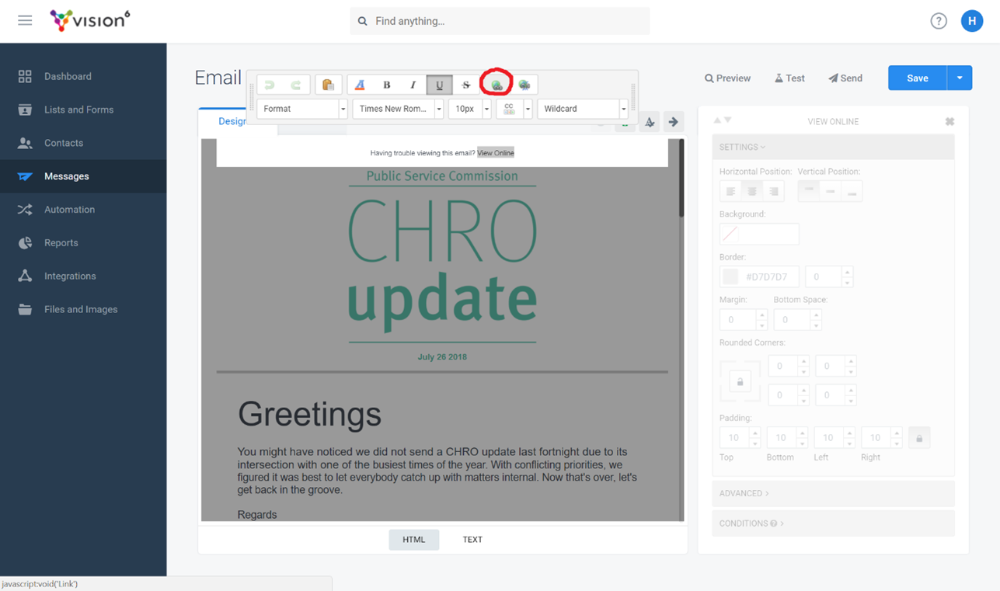 vision6
Find anything...
?
H
Dashboard
Lists and Forms
Contacts
Messages
Automation
Reports
Integrations
Files and Images
Email
Preview
Test
Send
Save
A B I U S
Format
Times New Rom...
10px
CC
Wildcard
Design
Having trouble viewing this email? View Online
Public Service Commission
CHRO
update
July 26 2018
Greetings
You might have noticed we did not send a CHRO update last fortnight due to its
intersection with one of the busiest times of the year. With conflicting priorities, we
figured it was best to let everybody catch up with matters internal. Now that's over, let's
get back in the groove.
Regards
HTML
TEXT
VIEW ONLINE
SETTINGS
Horizontal Position: Vertical Position:
Background:
Border:
#D7D7D7 0
Margin: Bottom Space:
0 0
Rounded Corners:
0 0
0 0
Padding:
10 10 10 10
Top Bottom Left Right
ADVANCED >
CONDITIONS ? >
javascript:void('Link')